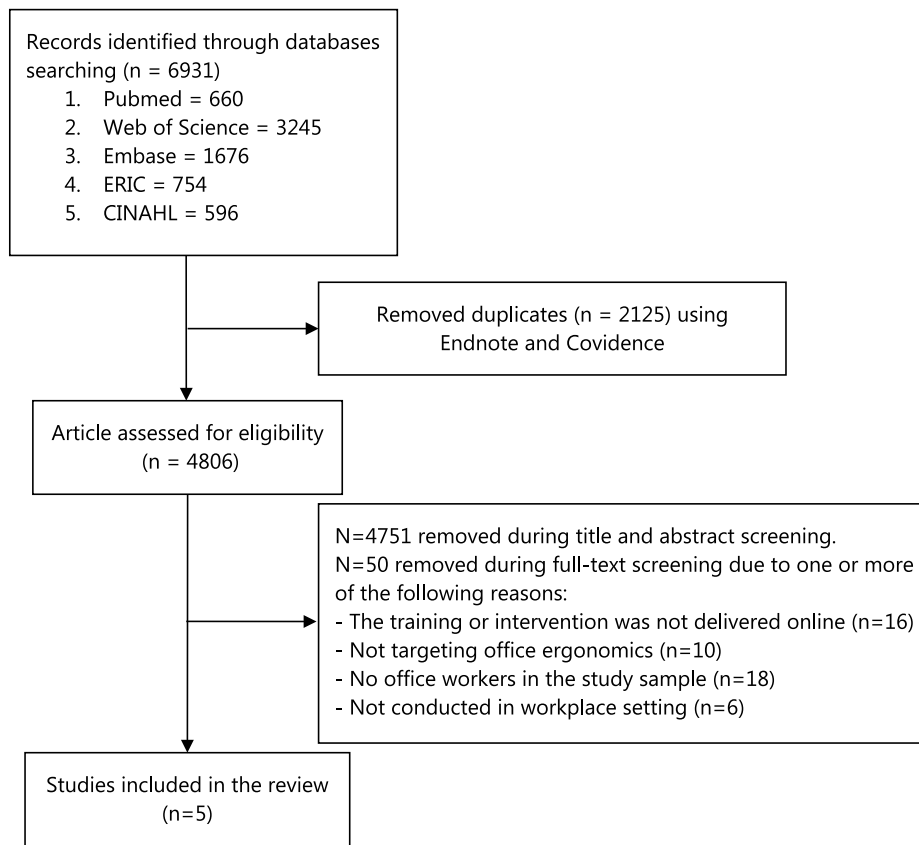 Records identified through databases
searching (n = 6931)
1. Pubmed = 660
2. Web of Science = 3245
3. Embase = 1676
4. ERIC = 754
5. CINAHL = 596
Removed duplicates (n = 2125) using
Endnote and Covidence
Article assessed for eligibility
(n = 4806)
N=4751 removed during title and abstract screening.
N=50 removed during full-text screening due to one or more
of the following reasons:
- The training or intervention was not delivered online (n=16)
- Not targeting office ergonomics (n=10)
- No office workers in the study sample (n=18)
- Not conducted in workplace setting (n=6)
Studies included in the review
(n=5)